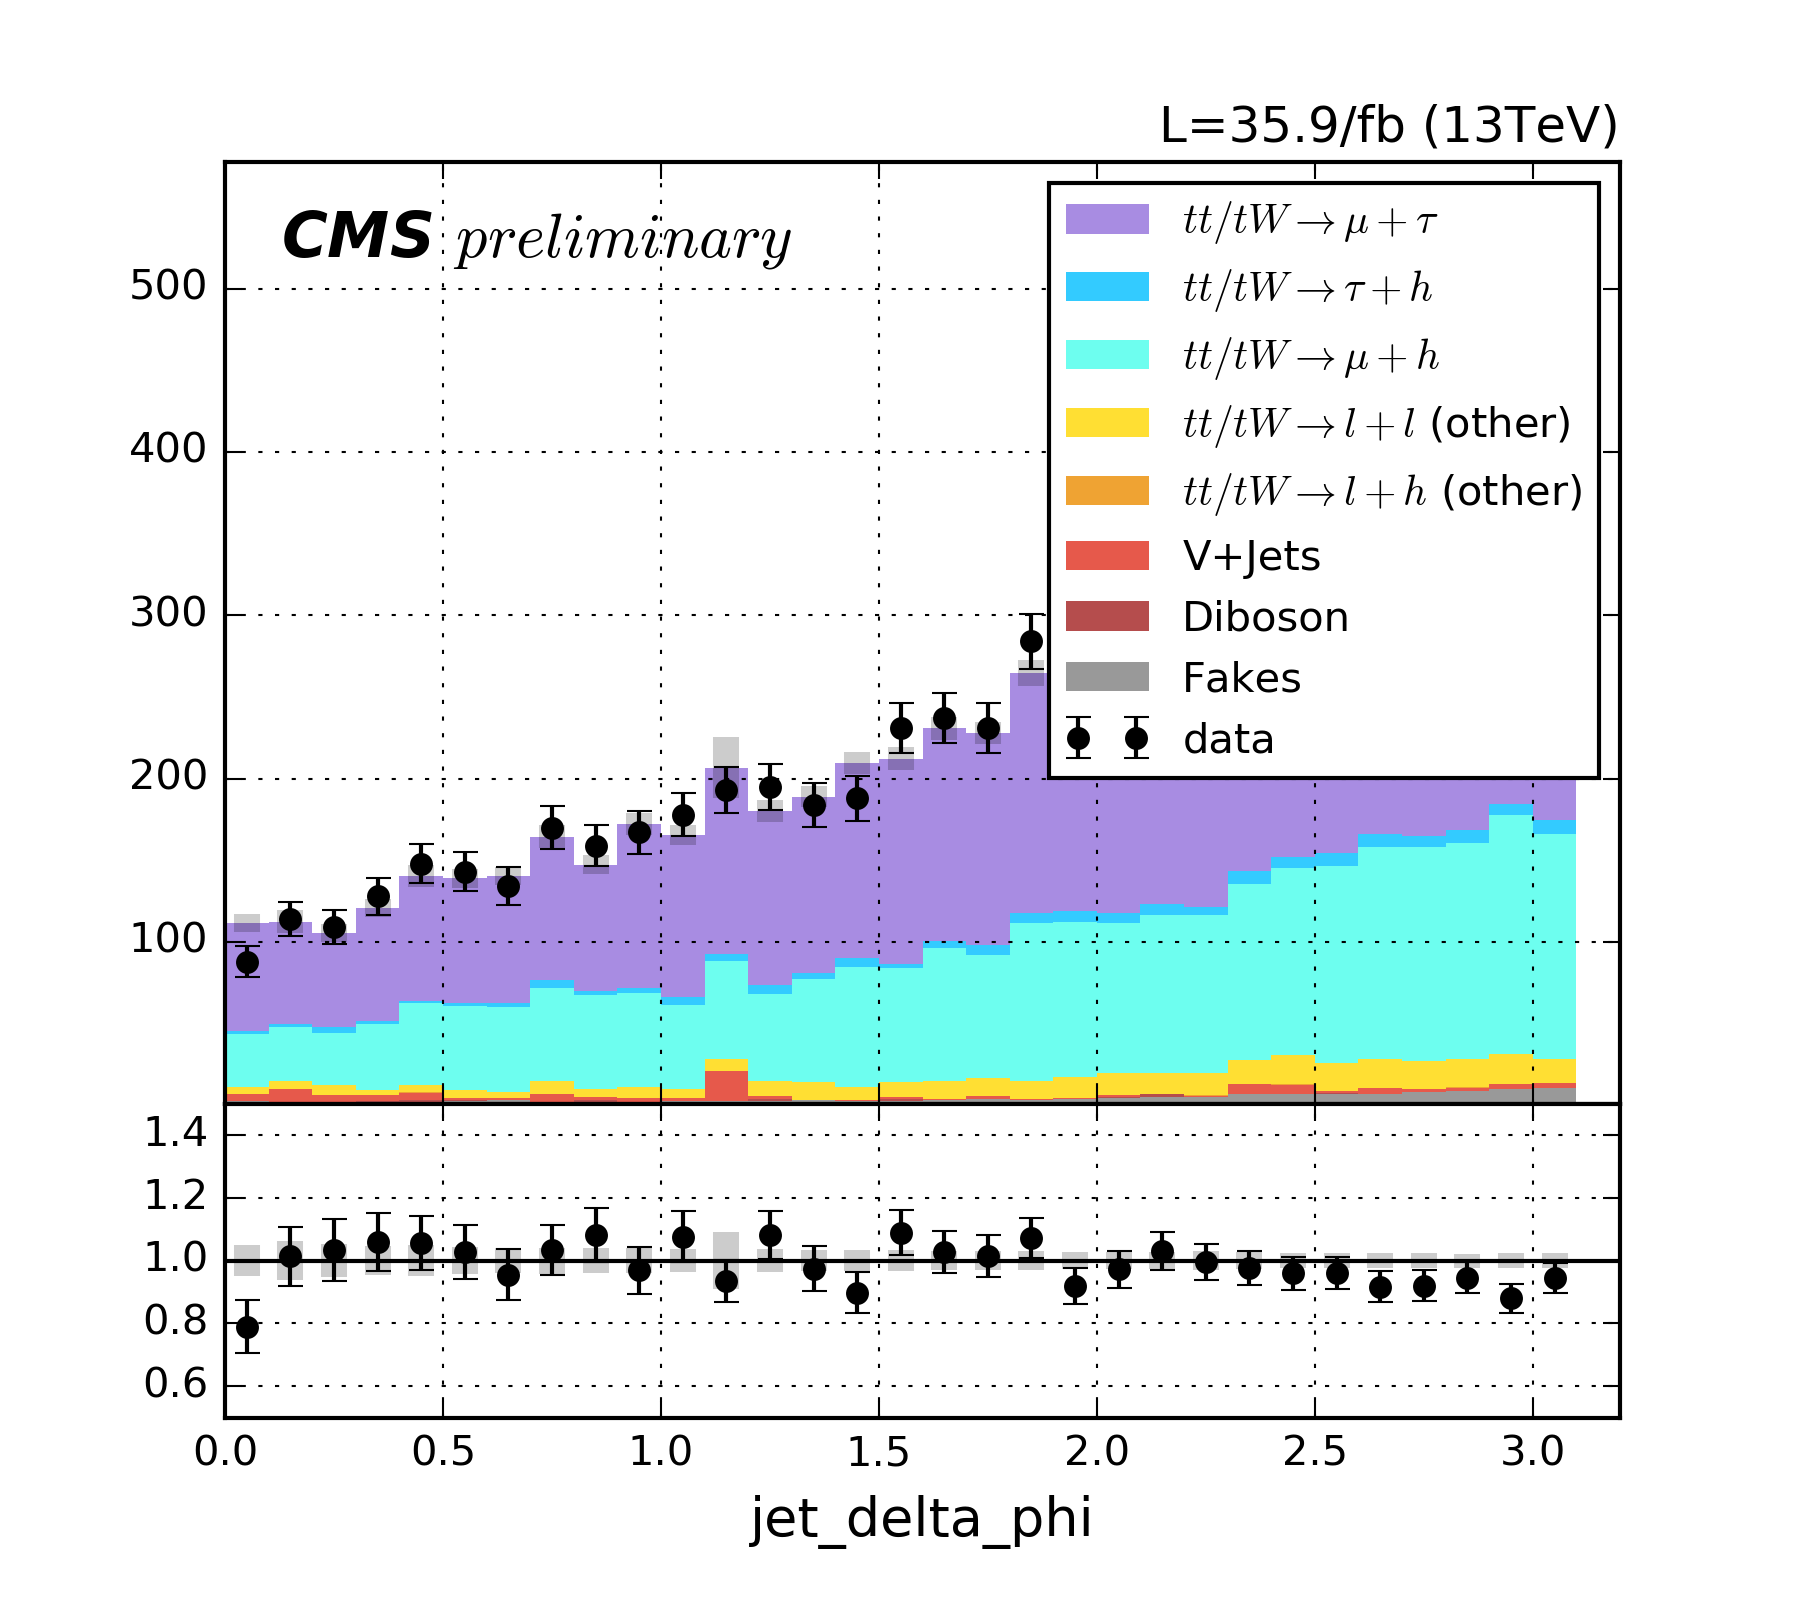 L=35.9/fb (13TeV)
CMS preliminary
tt/tW → μ + τ
tt/tW → τ + h
tt/tW → μ + h
tt/tW → l + l (other)
tt/tW → l + h (other)
V+Jets
Diboson
Fakes
data
500
400
300
200
100
1.4
1.2
1.0
0.8
0.6
0.0 0.5 1.0 1.5 2.0 2.5 3.0
jet_delta_phi